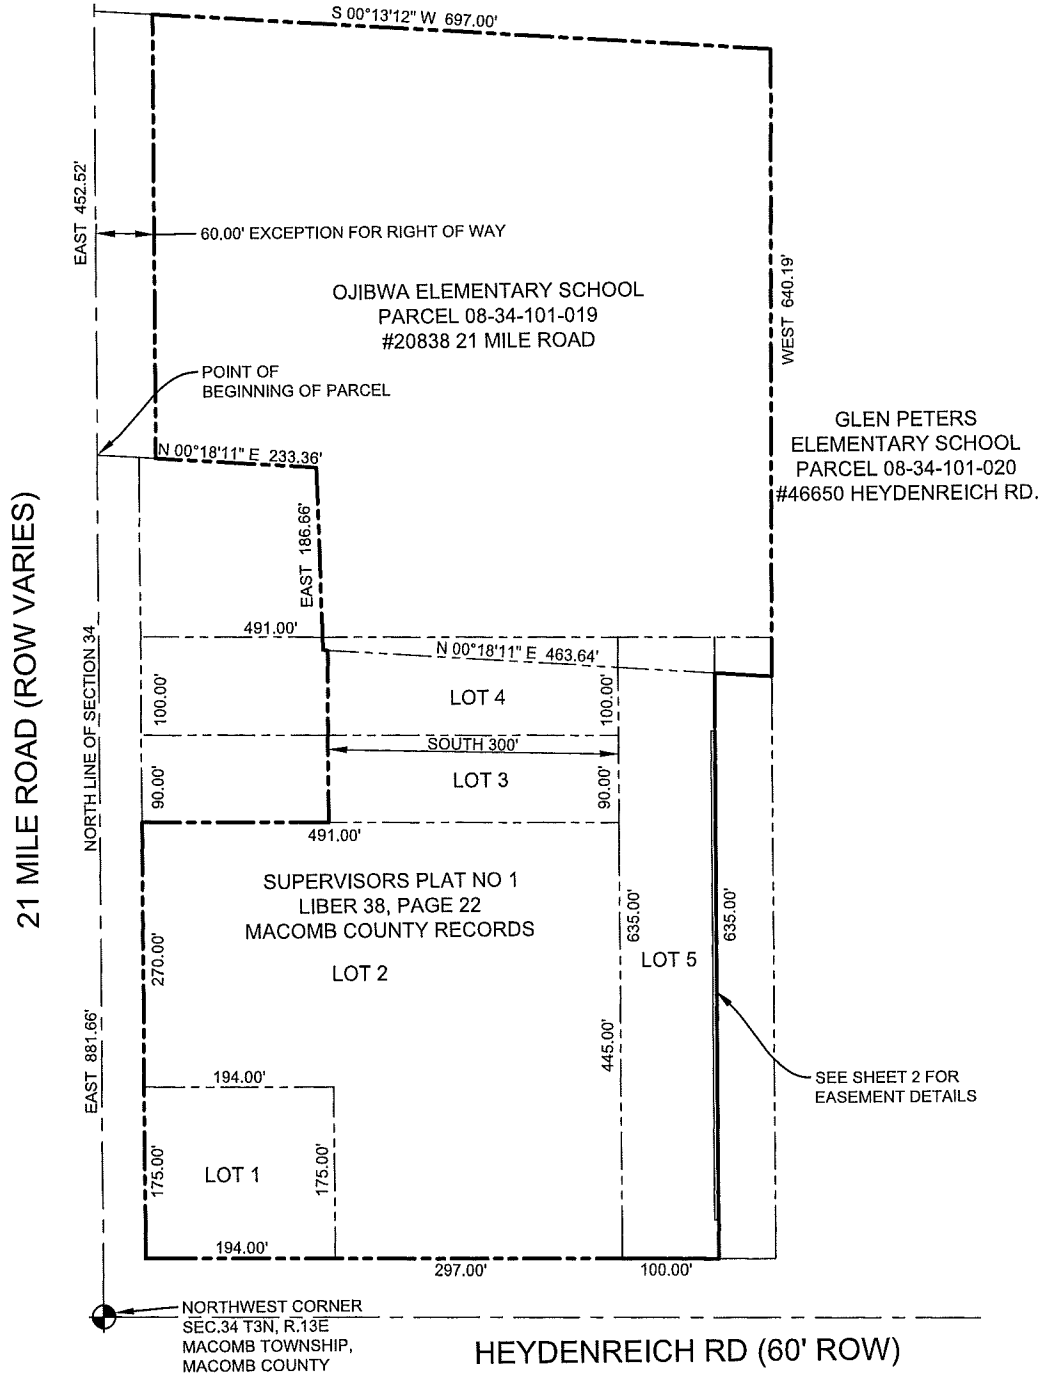 S 00°13'12" W 697.00'
EAST 452.52'
60.00' EXCEPTION FOR RIGHT OF WAY
OJIBWA ELEMENTARY SCHOOL
PARCEL 08-34-101-019
#20838 21 MILE ROAD
WEST 640.19'
POINT OF
BEGINNING OF PARCEL
GLEN PETERS
ELEMENTARY SCHOOL
PARCEL 08-34-101-020
#46650 HEYDENREICH RD.
N 00°18'11" E 233.36'
EAST 186.66'
21 MILE ROAD (ROW VARIES)
NORTH LINE OF SECTION 34
491.00'
N 00°18'11" E 463.64'
100.00'
LOT 4
100.00'
SOUTH 300'
90.00'
LOT 3
90.00'
491.00'
SUPERVISORS PLAT NO 1
LIBER 38, PAGE 22
MACOMB COUNTY RECORDS
LOT 2
270.00'
635.00'
635.00'
LOT 5
445.00'
EAST 881.66'
194.00'
SEE SHEET 2 FOR
EASEMENT DETAILS
175.00'
LOT 1
175.00'
194.00'
297.00'
100.00'
NORTHWEST CORNER
SEC.34 T3N, R.13E
MACOMB TOWNSHIP,
MACOMB COUNTY
HEYDENREICH RD (60' ROW)